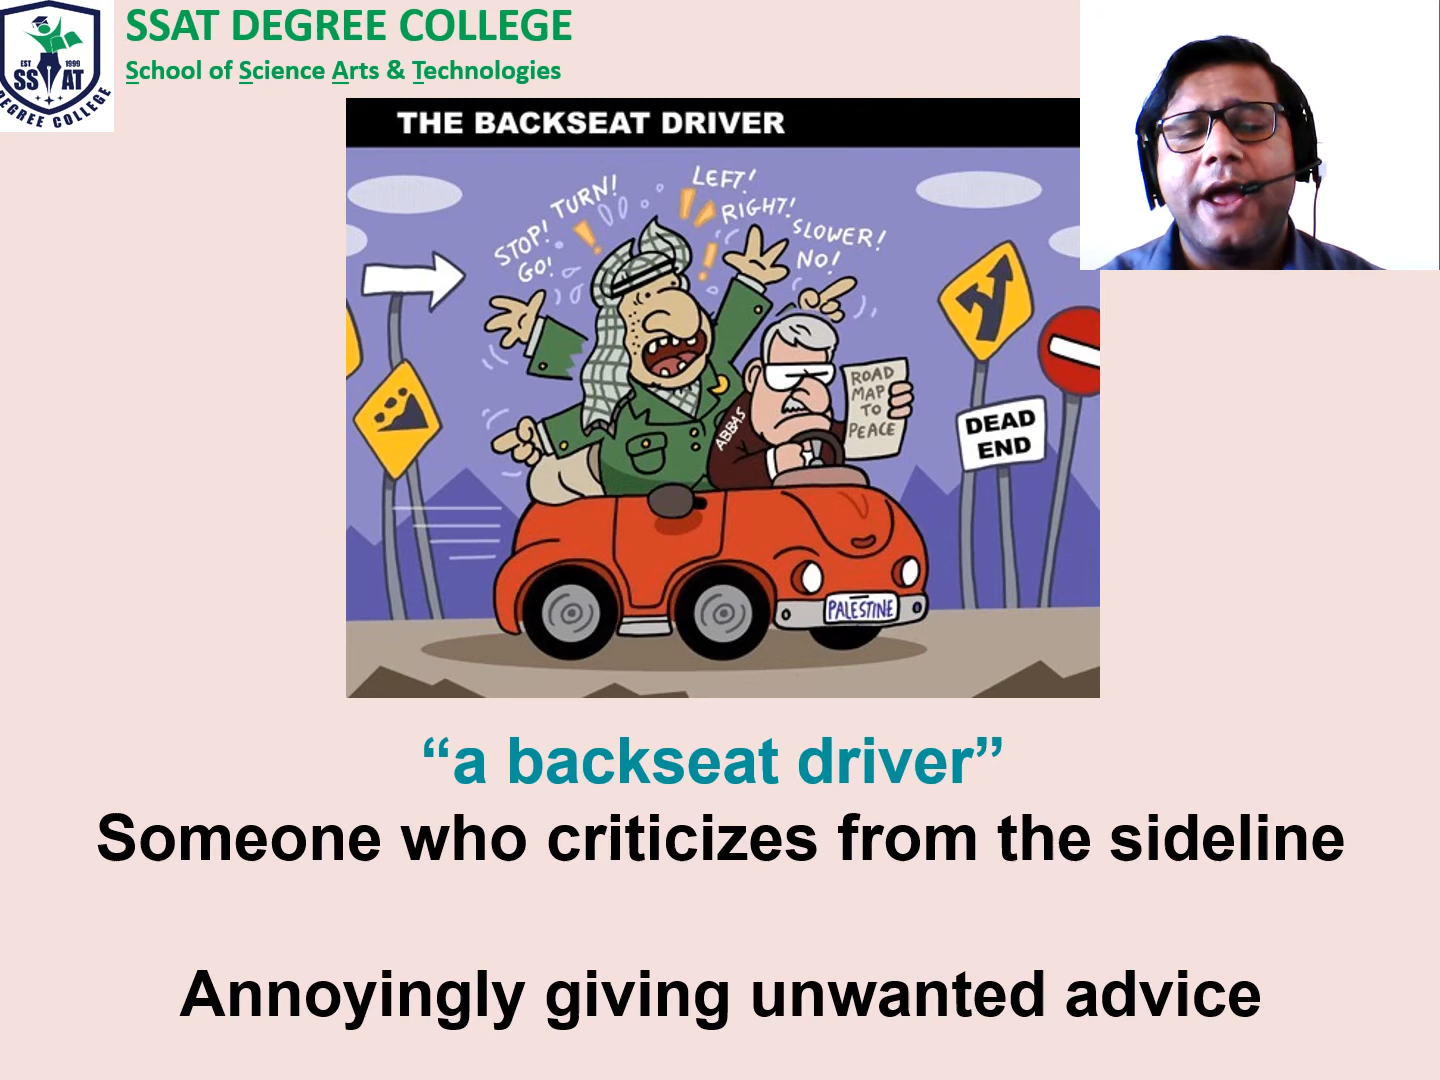 SSAT DEGREE COLLEGE
School of Science Arts & Technologies
EST 1999
SS AT
DEGREE COLLEGE
THE BACKSEAT DRIVER
STOP!
TURN!
GO!
LEFT!
RIGHT!
SLOWER!
NO!
ROAD
MAP
TO
PEACE
ABBAS
DEAD
END
PALESTINE
“a backseat driver”
Someone who criticizes from the sideline
Annoyingly giving unwanted advice